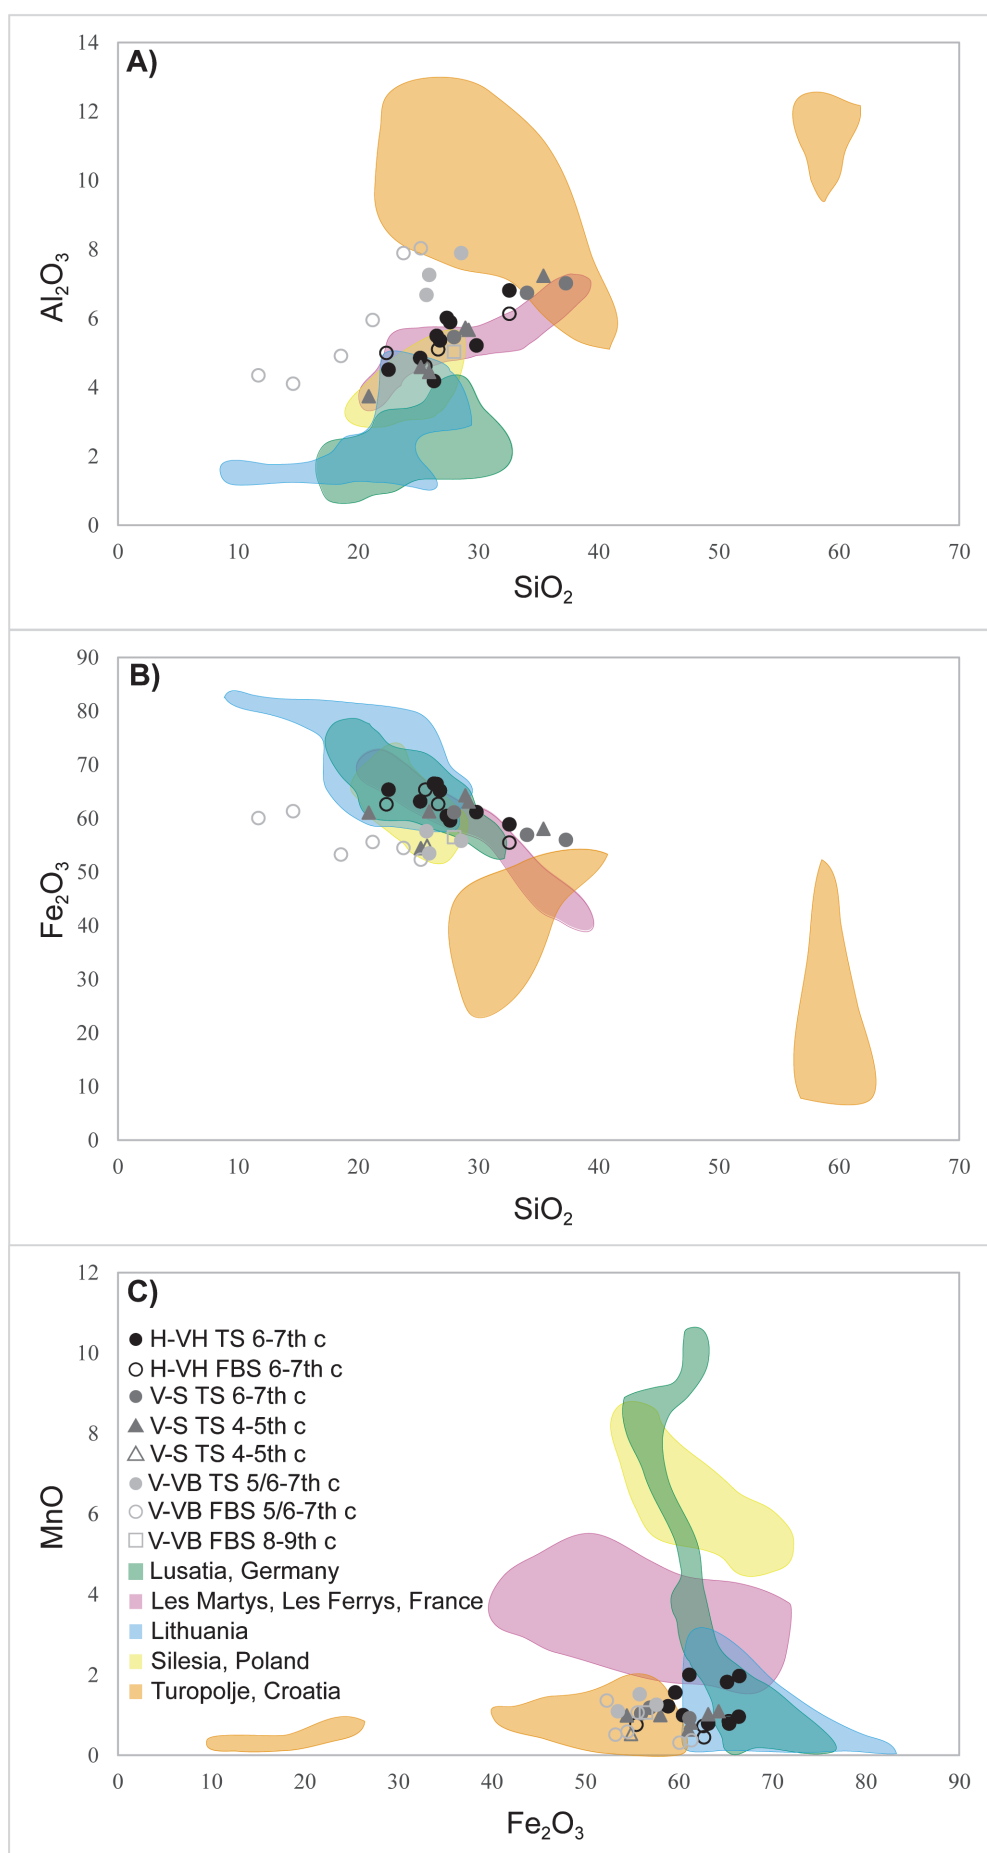 A)
14
12
10
8
6
4
2
0
Al₂O₃
0 10 20 30 40 50 60 70
SiO₂
B)
90
80
70
60
50
40
30
20
10
0
Fe₂O₃
0 10 20 30 40 50 60 70
SiO₂
C)
12
10
8
6
4
2
0
MnO
H-VH TS 6-7th c
H-VH FBS 6-7th c
V-S TS 6-7th c
V-S TS 4-5th c
V-S TS 4-5th c
V-VB TS 5/6-7th c
V-VB FBS 5/6-7th c
V-VB FBS 8-9th c
Lusatia, Germany
Les Martys, Les Ferrys, France
Lithuania
Silesia, Poland
Turopolje, Croatia
0 10 20 30 40 50 60 70 80 90
Fe₂O₃